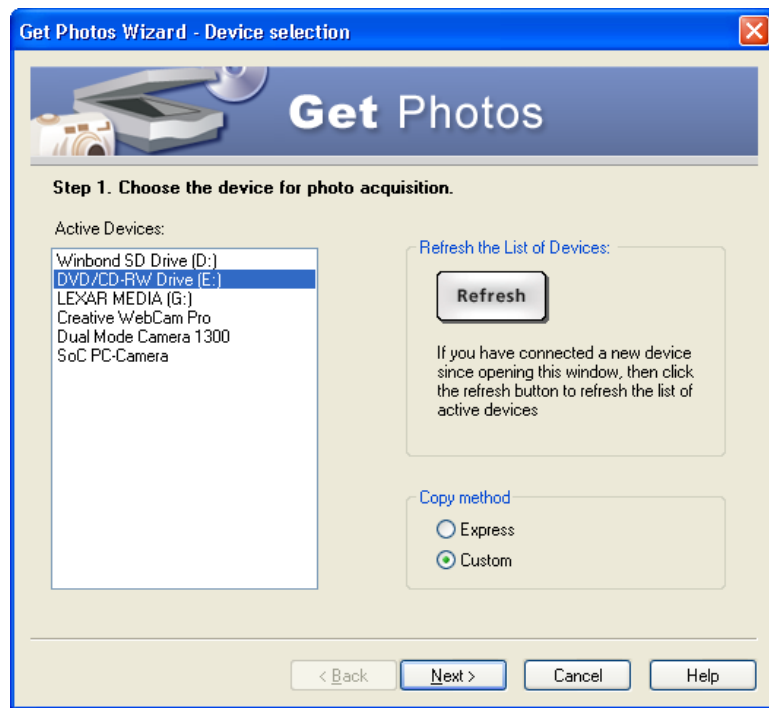 Get Photos Wizard - Device selection
Get Photos
Step 1. Choose the device for photo acquisition.
Active Devices:
Winbond SD Drive (D:)
DVD/CD-RW Drive (E:)
LEXAR MEDIA (G:)
Creative WebCam Pro
Dual Mode Camera 1300
SoC PC-Camera
Refresh the List of Devices:
Refresh
If you have connected a new device
since opening this window, then click
the refresh button to refresh the list of
active devices
Copy method
Express
Custom
< Back
Next >
Cancel
Help